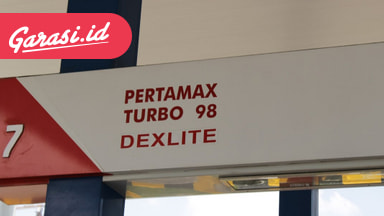 Garasi.id
PERTAMAX
TURBO 98
DEXLITE
7